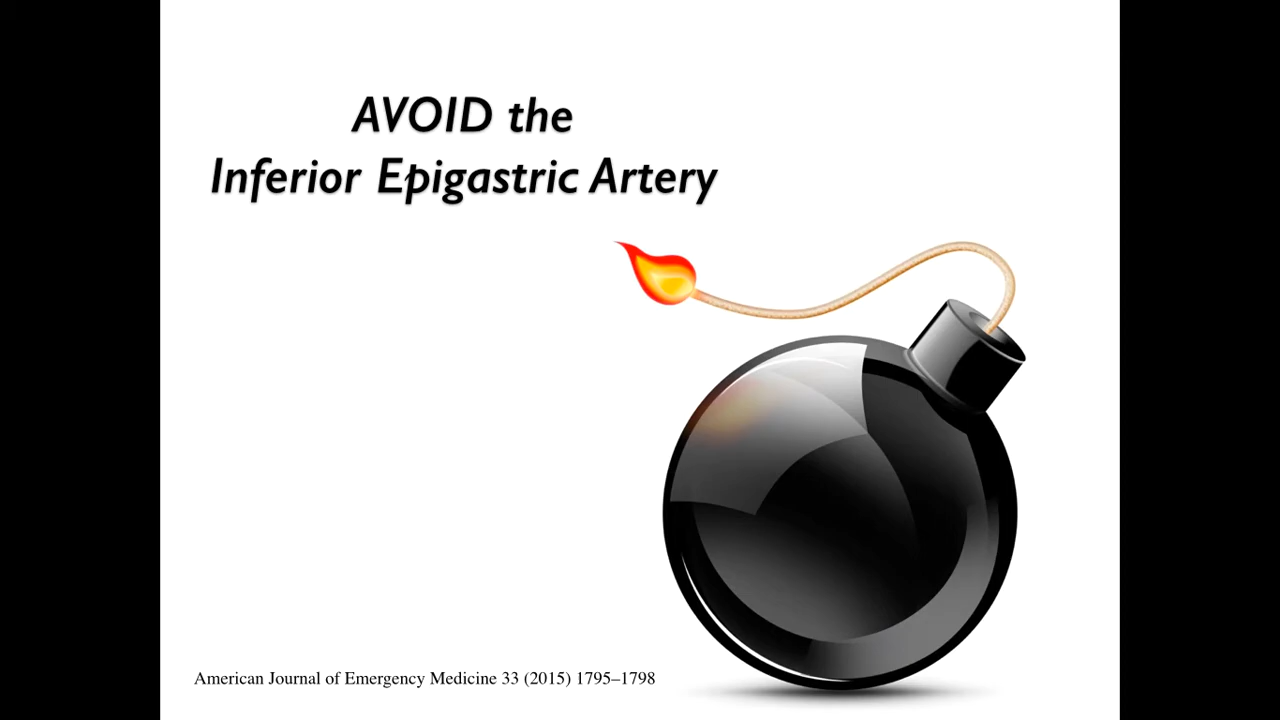 AVOID the
Inferior Epigastric Artery
American Journal of Emergency Medicine 33 (2015) 1795–1798